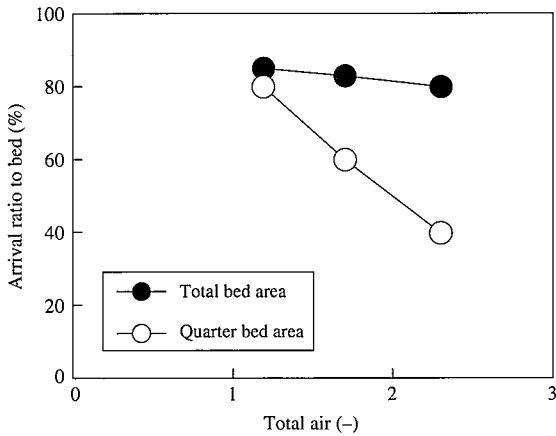 100
80
60
40
20
0
Arrival ratio to bed (%)
Total bed area
Quarter bed area
0 1 2 3
Total air (–)